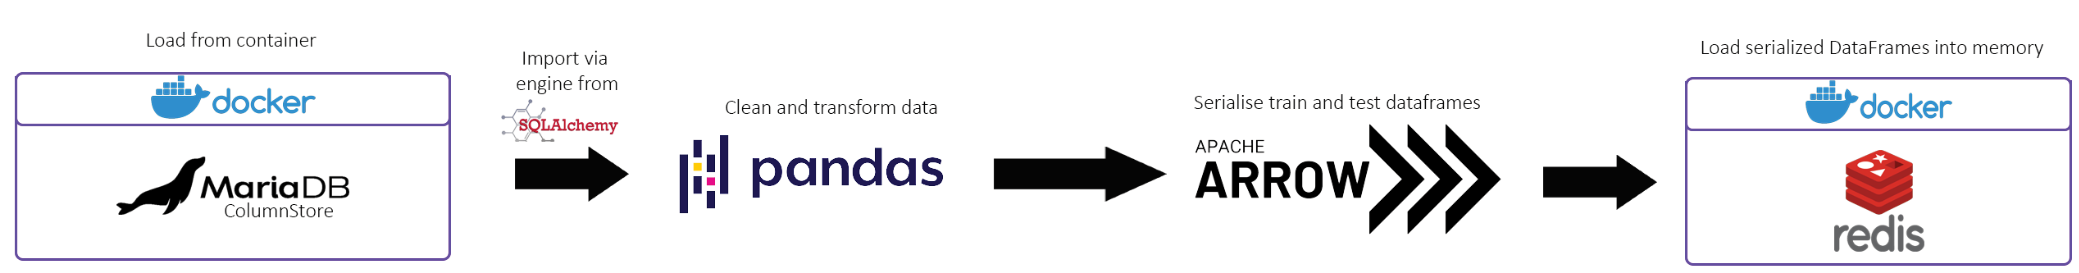 Load from container
docker
MariaDB
ColumnStore
Import via
engine from
SQLAlchemy
Clean and transform data
pandas
Serialise train and test dataframes
APACHE
ARROW
Load serialized DataFrames into memory
docker
redis